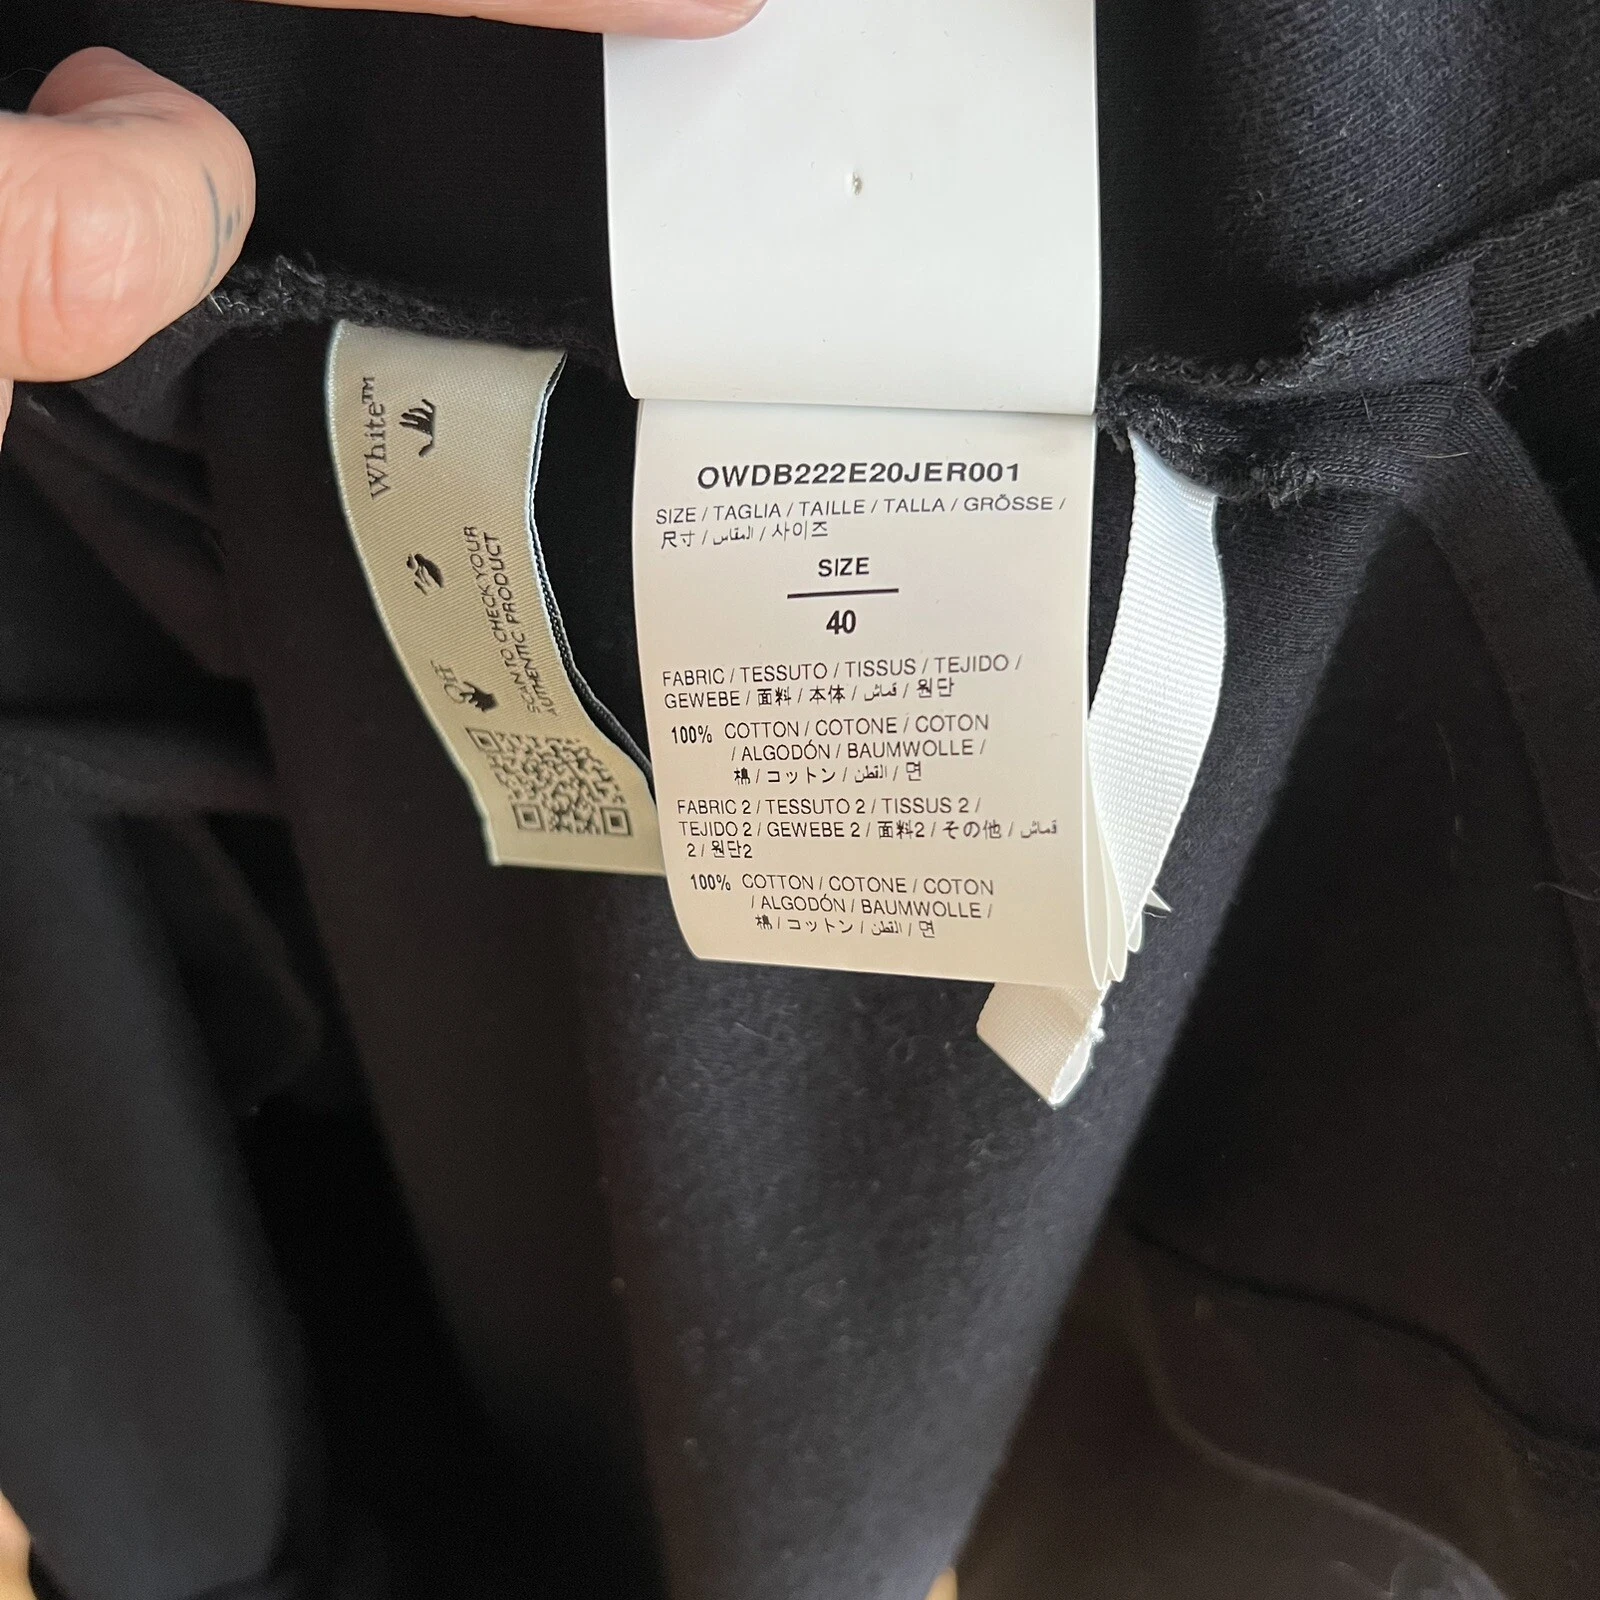 White™
Off
SCAN TO CHECK YOUR
AUTHENTIC PRODUCT
OWDB222E20JER001
SIZE / TAGLIA / TAILLE / TALLA / GRÖSSE /
尺寸 / المقاس / 사이즈
SIZE
40
FABRIC / TESSUTO / TISSUS / TEJIDO /
GEWEBE / 面料 / 本体 / قماش / 원단
100% COTTON / COTONE / COTON
/ ALGODÓN / BAUMWOLLE /
棉 / コットン / القطن / 면
FABRIC 2 / TESSUTO 2 / TISSUS 2 /
TEJIDO 2 / GEWEBE 2 / 面料2 / その他 / قماش
2 / 원단2
100% COTTON / COTONE / COTON
/ ALGODÓN / BAUMWOLLE /
棉 / コットン / القطن / 면